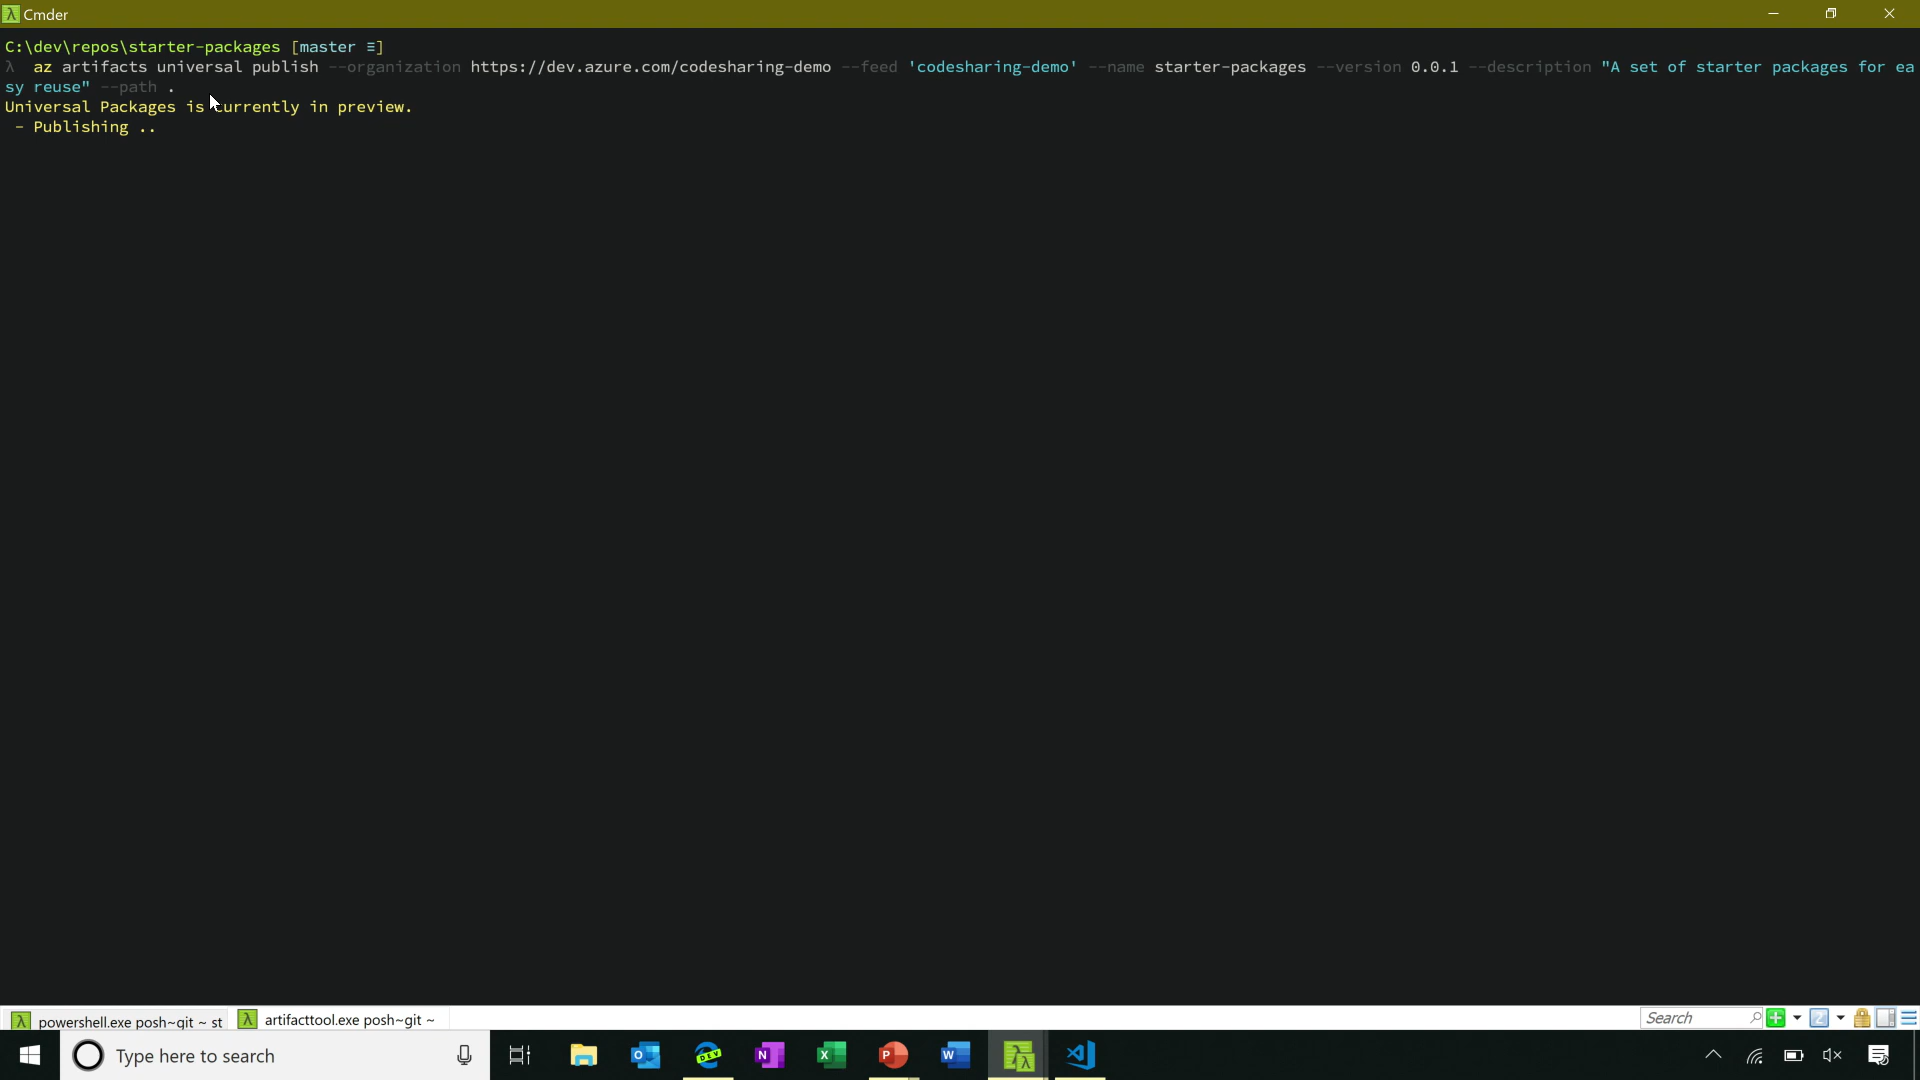 Cmder
C:\dev\repos\starter-packages [master ≡]
λ az artifacts universal publish --organization https://dev.azure.com/codesharing-demo --feed 'codesharing-demo' --name starter-packages --version 0.0.1 --description "A set of starter packages for ea
sy reuse" --path .
Universal Packages is currently in preview.
- Publishing ..
powershell.exe posh~git ~ st
artifacttool.exe posh~git ~
Search
Type here to search